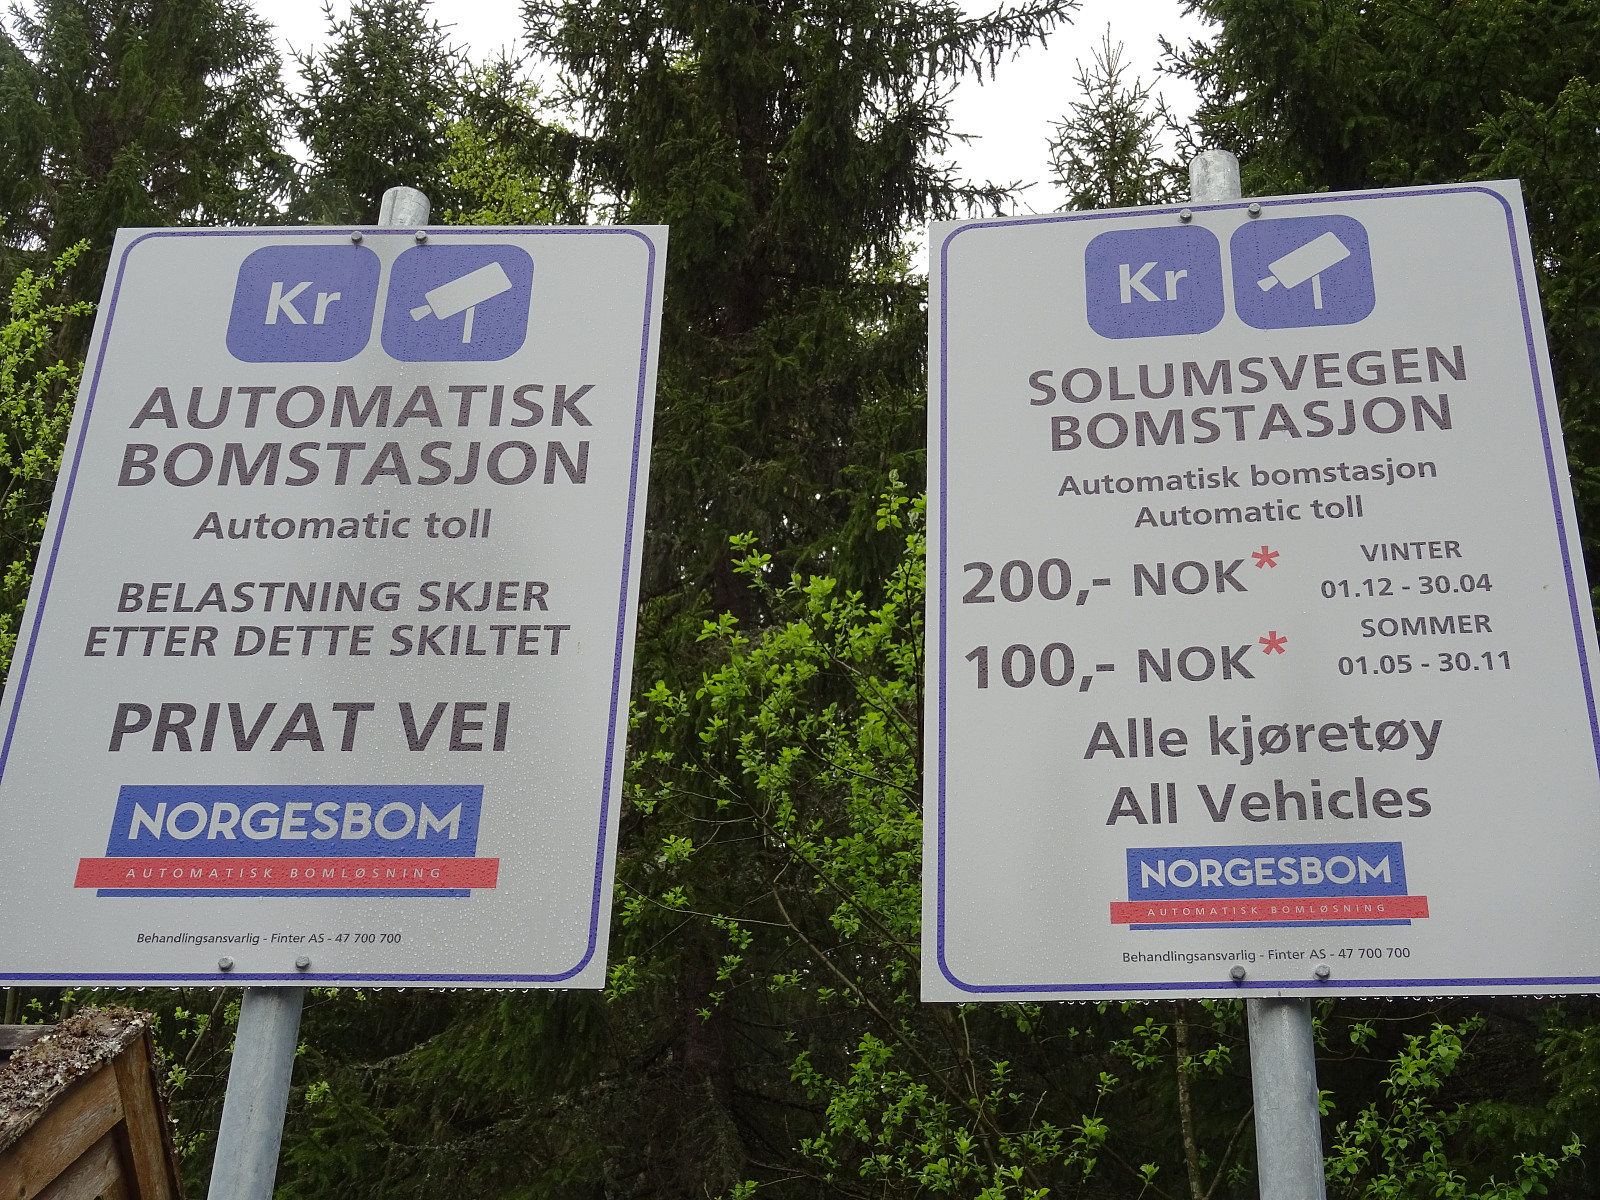 Kr
AUTOMATISK
BOMSTASJON
Automatic toll
BELASTNING SKJER
ETTER DETTE SKILTET
PRIVAT VEI
NORGESBOM
AUTOMATISK BOMLØSNING
Behandlingsansvarlig - Finter AS - 47 700 700
Kr
SOLUMSVEGEN
BOMSTASJON
Automatisk bomstasjon
Automatic toll
200,- NOK* VINTER
01.12 - 30.04
100,- NOK* SOMMER
01.05 - 30.11
Alle kjøretøy
All Vehicles
NORGESBOM
AUTOMATISK BOMLØSNING
Behandlingsansvarlig - Finter AS - 47 700 700